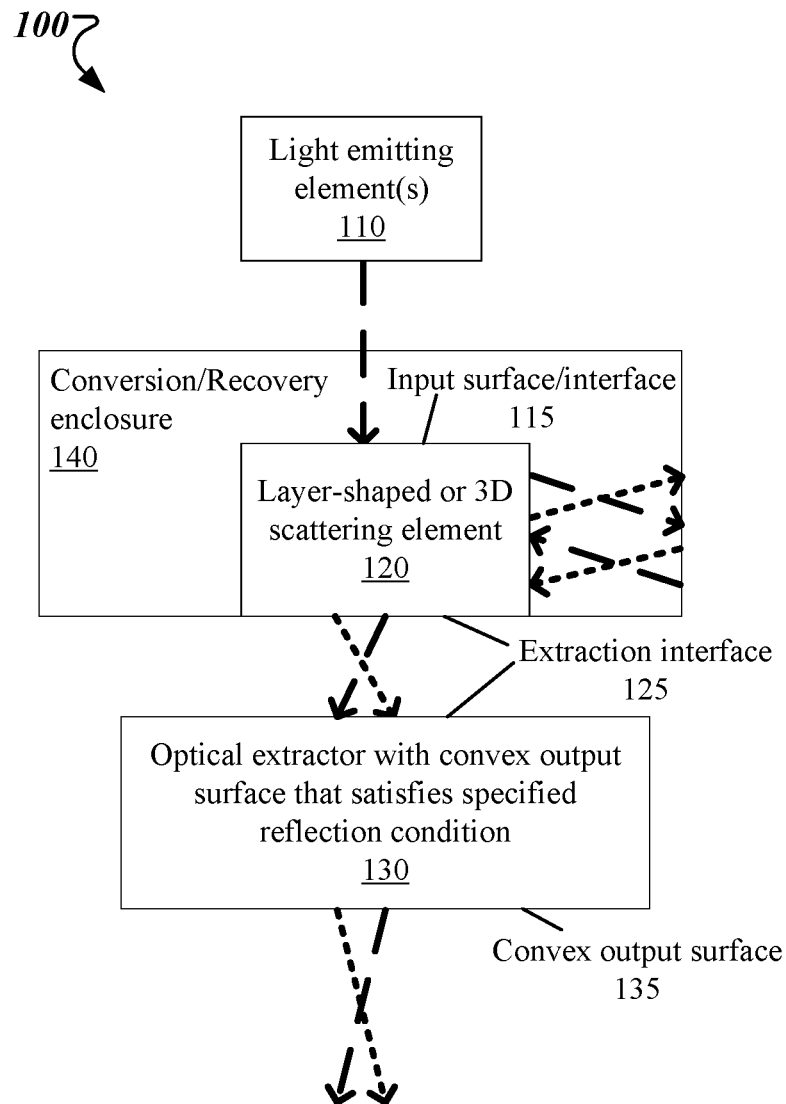 100
Light emitting
element(s)
110
Conversion/Recovery
enclosure
140
Input surface/interface
115
Layer-shaped or 3D
scattering element
120
Extraction interface
125
Optical extractor with convex output
surface that satisfies specified
reflection condition
130
Convex output surface
135